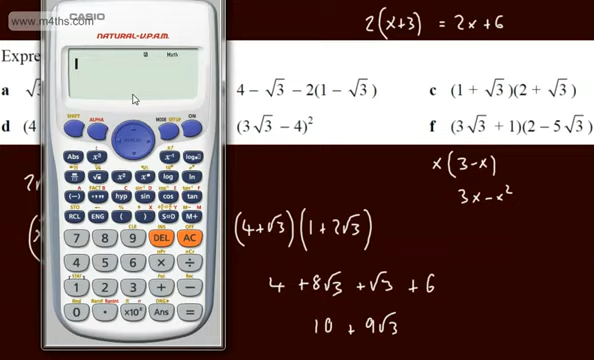 www.m4ths.com
2(x+3) = 2x+6
CASIO
NATURAL-V.P.A.M.
Math
Expre
a √3 4 − √3 − 2(1 − √3) c (1 + √3)(2 + √3)
d (4 (3√3 − 4)² f (3√3 + 1)(2 − 5√3)
SHIFT ALPHA REPLAY MODE SETUP ON
x(3−x)
3x−x²
Abs x³ x⁻¹
√ x² log ln
(−) hyp sin cos tan
RCL ENG ( ) S⇔D M+
(4+√3)(1+2√3)
7 8 9 DEL AC
4 5 6 × ÷
4 +8√3 +√3 +6
1 2 3 + −
0 . ×10ˣ Ans =
10 + 9√3